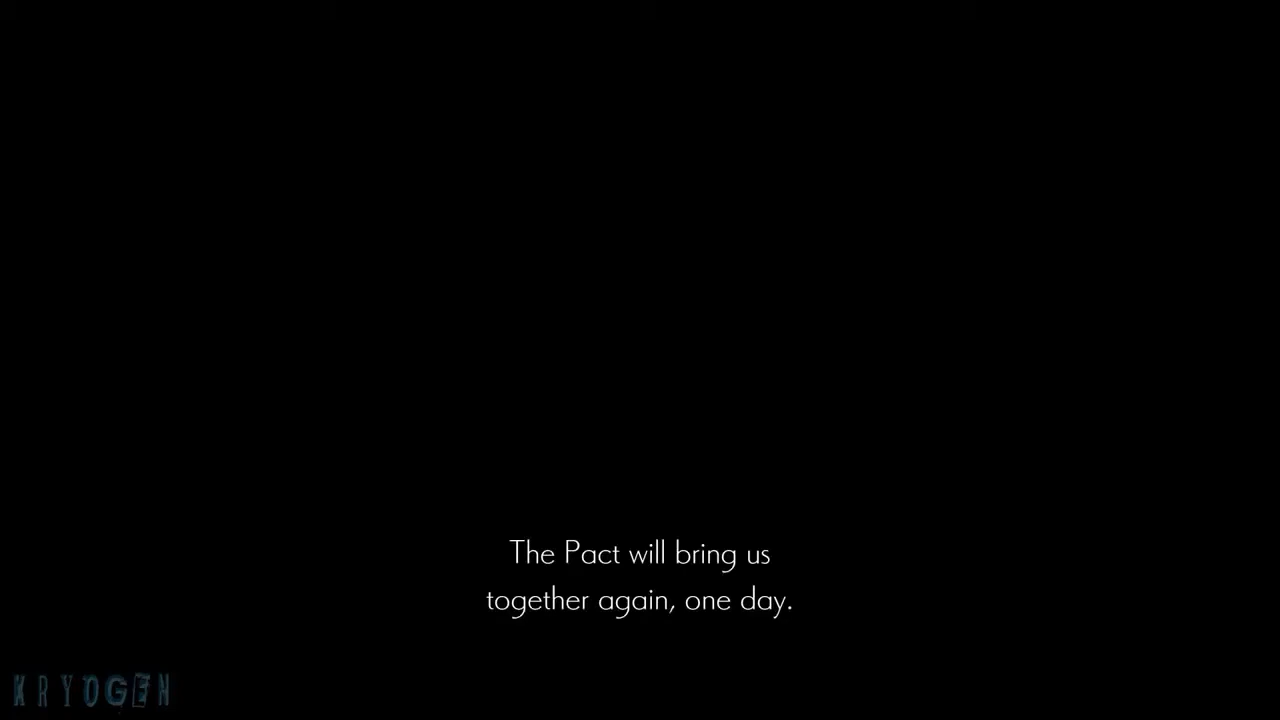 The Pact will bring us
together again, one day.
KRYOGEN